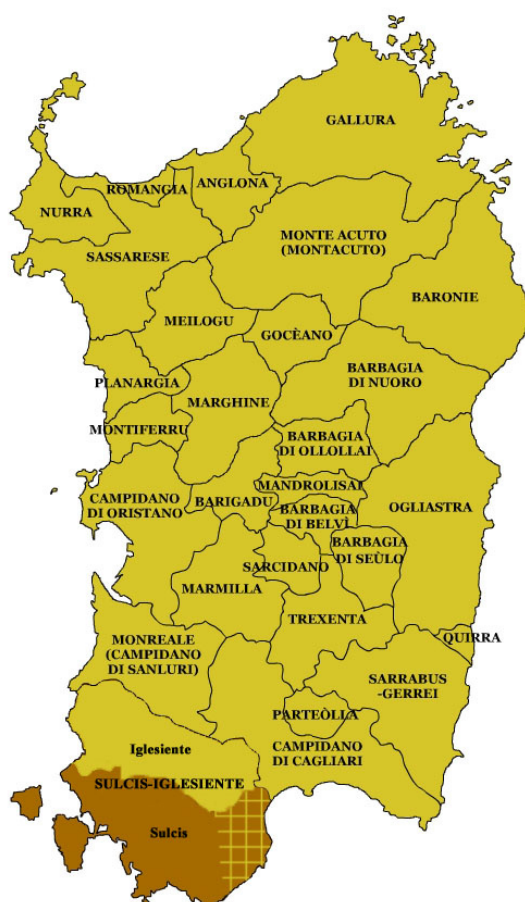 GALLURA
ROMANGIA
ANGLONA
NURRA
MONTE ACUTO
(MONTACUTO)
SASSARESE
BARONIE
MEILOGU
GOCÈANO
BARBAGIA
DI NUORO
PLANARGIA
MARGHINE
MONTIFERRU
BARBAGIA
DI OLLOLLAI
MANDROLISAI
CAMPIDANO
DI ORISTANO
BARIGADU
BARBAGIA
DI BELVÌ
OGLIASTRA
BARBAGIA
DI SEÙLO
SARCIDANO
MARMILLA
TREXENTA
MONREALE
(CAMPIDANO
DI SANLURI)
QUIRRA
SARRABUS
-GERREI
PARTEÒLLA
CAMPIDANO
DI CAGLIARI
Iglesiente
SULCIS-IGLESIENTE
Sulcis